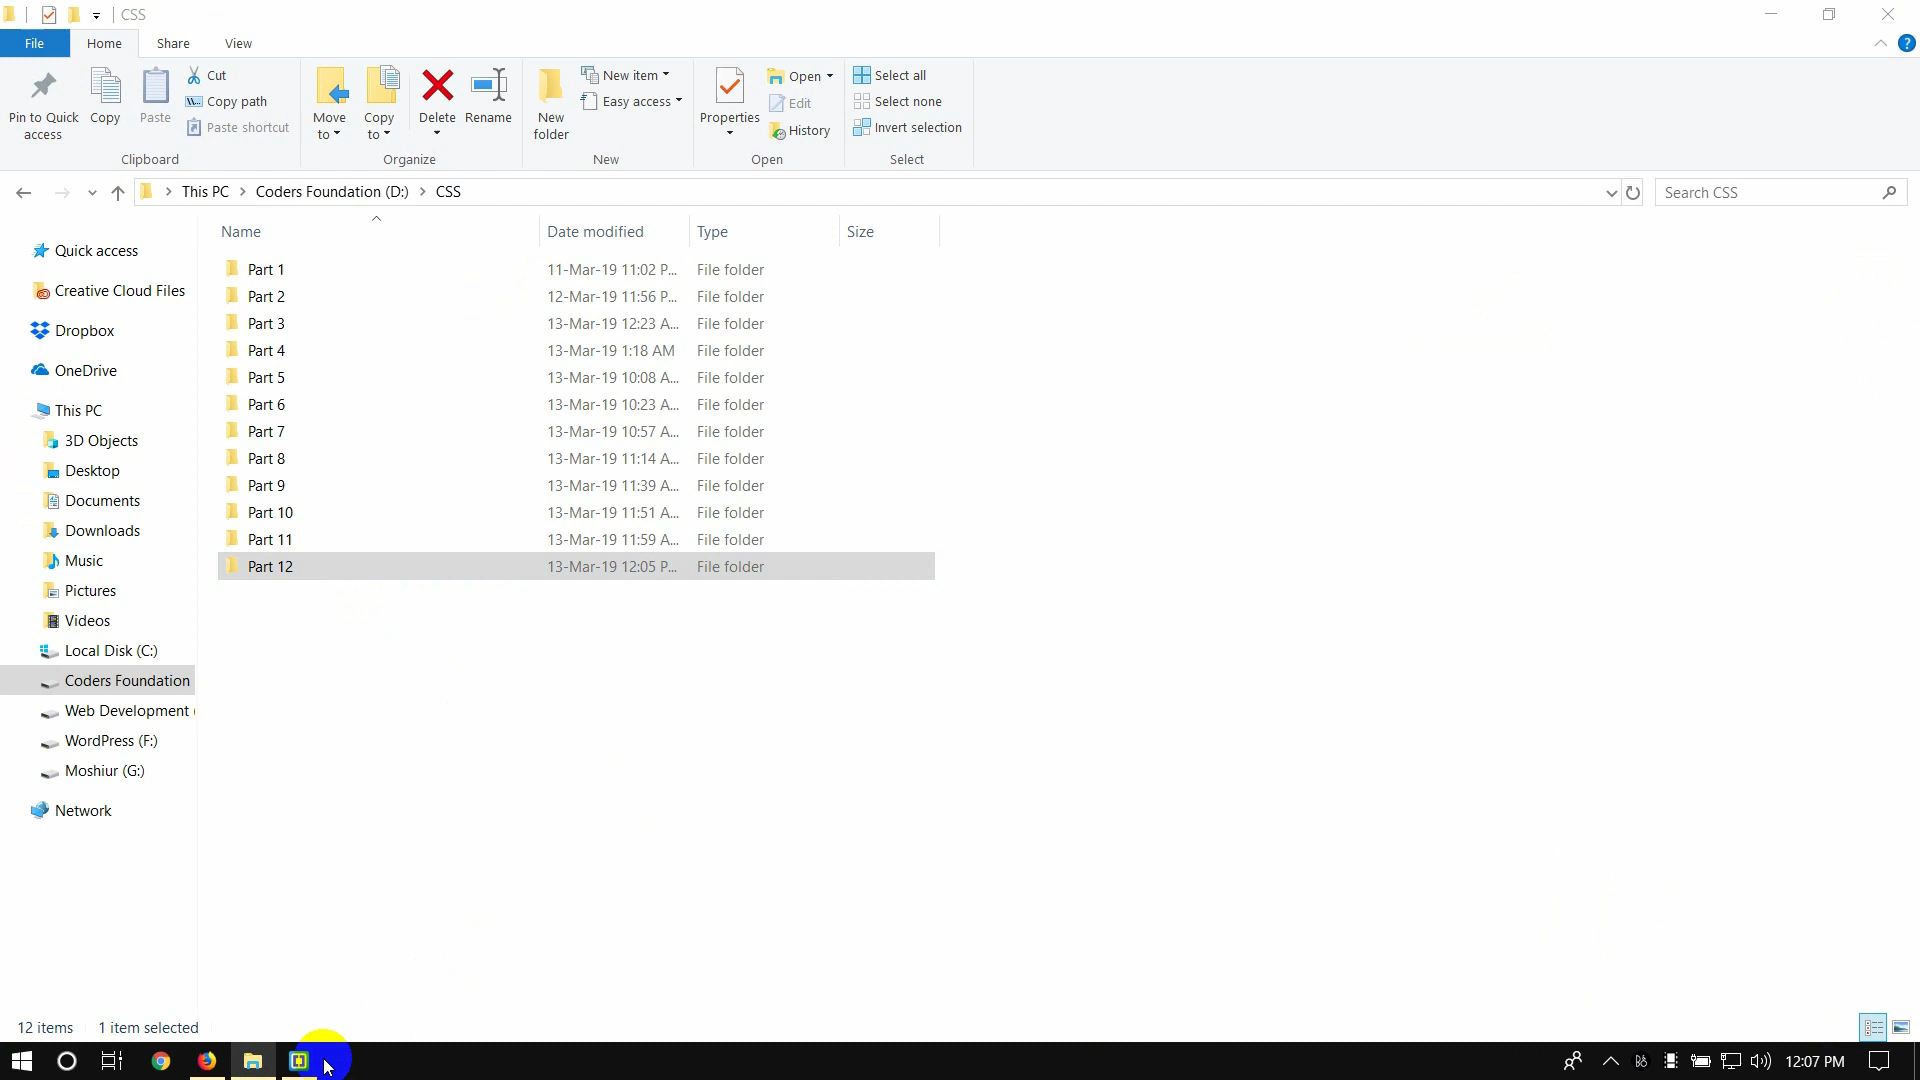 CSS
File Home Share View
Pin to Quick access
Copy
Paste
Cut
Copy path
Paste shortcut
Clipboard
Move to
Copy to
Delete
Rename
Organize
New folder
New item
Easy access
New
Properties
Open
Edit
History
Open
Select all
Select none
Invert selection
Select
This PC Coders Foundation (D:) CSS
Search CSS
Name Date modified Type Size
Part 1 11-Mar-19 11:02 P... File folder
Part 2 12-Mar-19 11:56 P... File folder
Part 3 13-Mar-19 12:23 A... File folder
Part 4 13-Mar-19 1:18 AM File folder
Part 5 13-Mar-19 10:08 A... File folder
Part 6 13-Mar-19 10:23 A... File folder
Part 7 13-Mar-19 10:57 A... File folder
Part 8 13-Mar-19 11:14 A... File folder
Part 9 13-Mar-19 11:39 A... File folder
Part 10 13-Mar-19 11:51 A... File folder
Part 11 13-Mar-19 11:59 A... File folder
Part 12 13-Mar-19 12:05 P... File folder
Quick access
Creative Cloud Files
Dropbox
OneDrive
This PC
3D Objects
Desktop
Documents
Downloads
Music
Pictures
Videos
Local Disk (C:)
Coders Foundation
Web Development (
WordPress (F:)
Moshiur (G:)
Network
12 items 1 item selected
12:07 PM